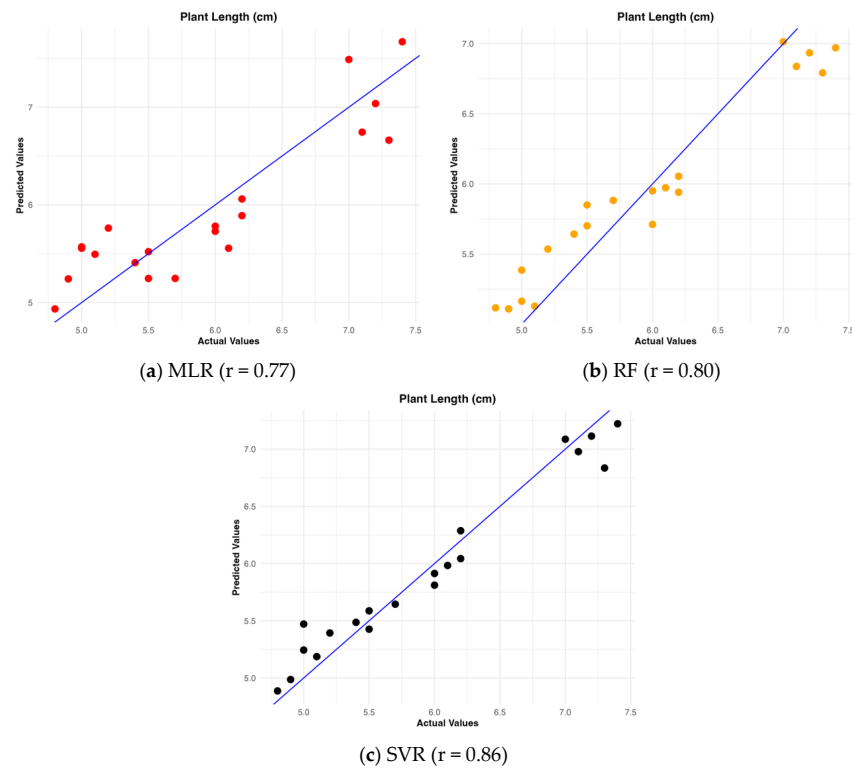 Plant Length (cm)
Predicted Values
7
6
5
5.0 5.5 6.0 6.5 7.0 7.5
Actual Values
(a) MLR (r = 0.77)
Plant Length (cm)
Predicted Values
7.0
6.5
6.0
5.5
5.0 5.5 6.0 6.5 7.0 7.5
Actual Values
(b) RF (r = 0.80)
Plant Length (cm)
Predicted Values
7.0
6.5
6.0
5.5
5.0
5.0 5.5 6.0 6.5 7.0 7.5
Actual Values
(c) SVR (r = 0.86)